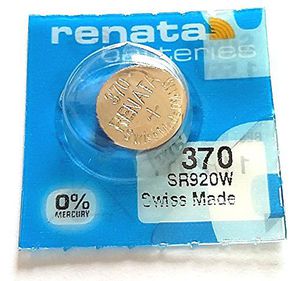 renata
batteries
370
RENATA
+
370
SR920W
Swiss Made
0%
MERCURY